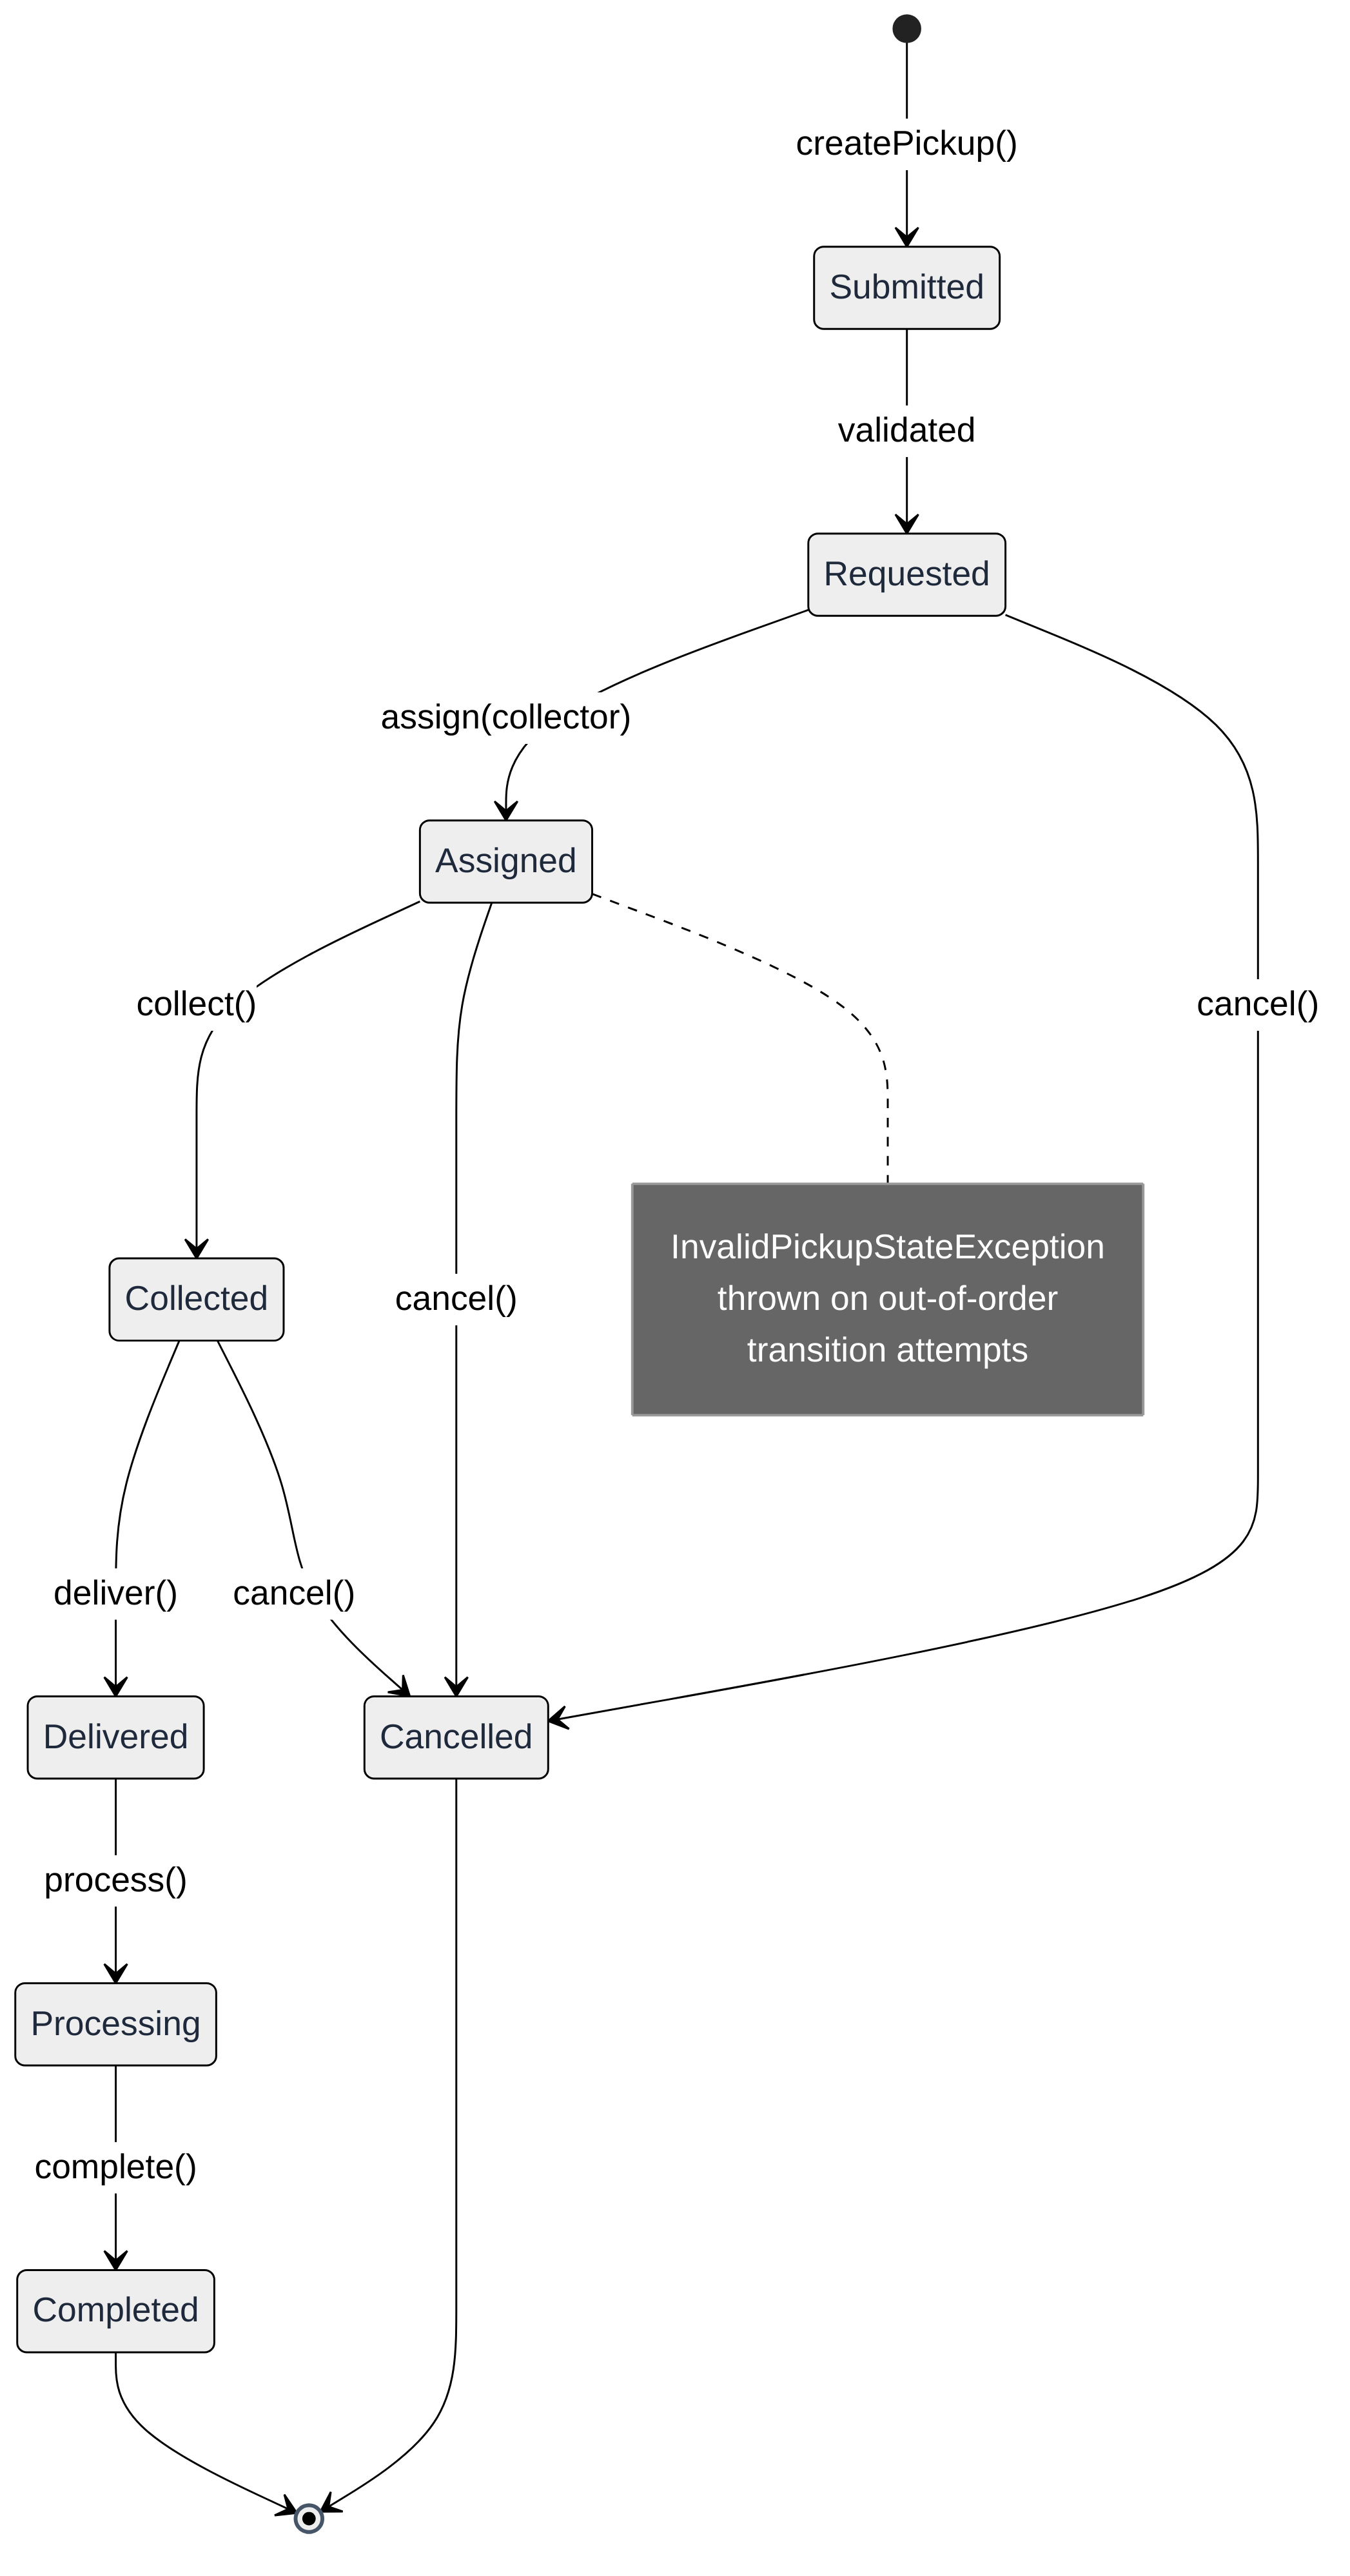 createPickup()
Submitted
validated
Requested
assign(collector)
Assigned
collect()
cancel()
InvalidPickupStateException
thrown on out-of-order
transition attempts
Collected
cancel()
deliver()
cancel()
Delivered
Cancelled
process()
Processing
complete()
Completed